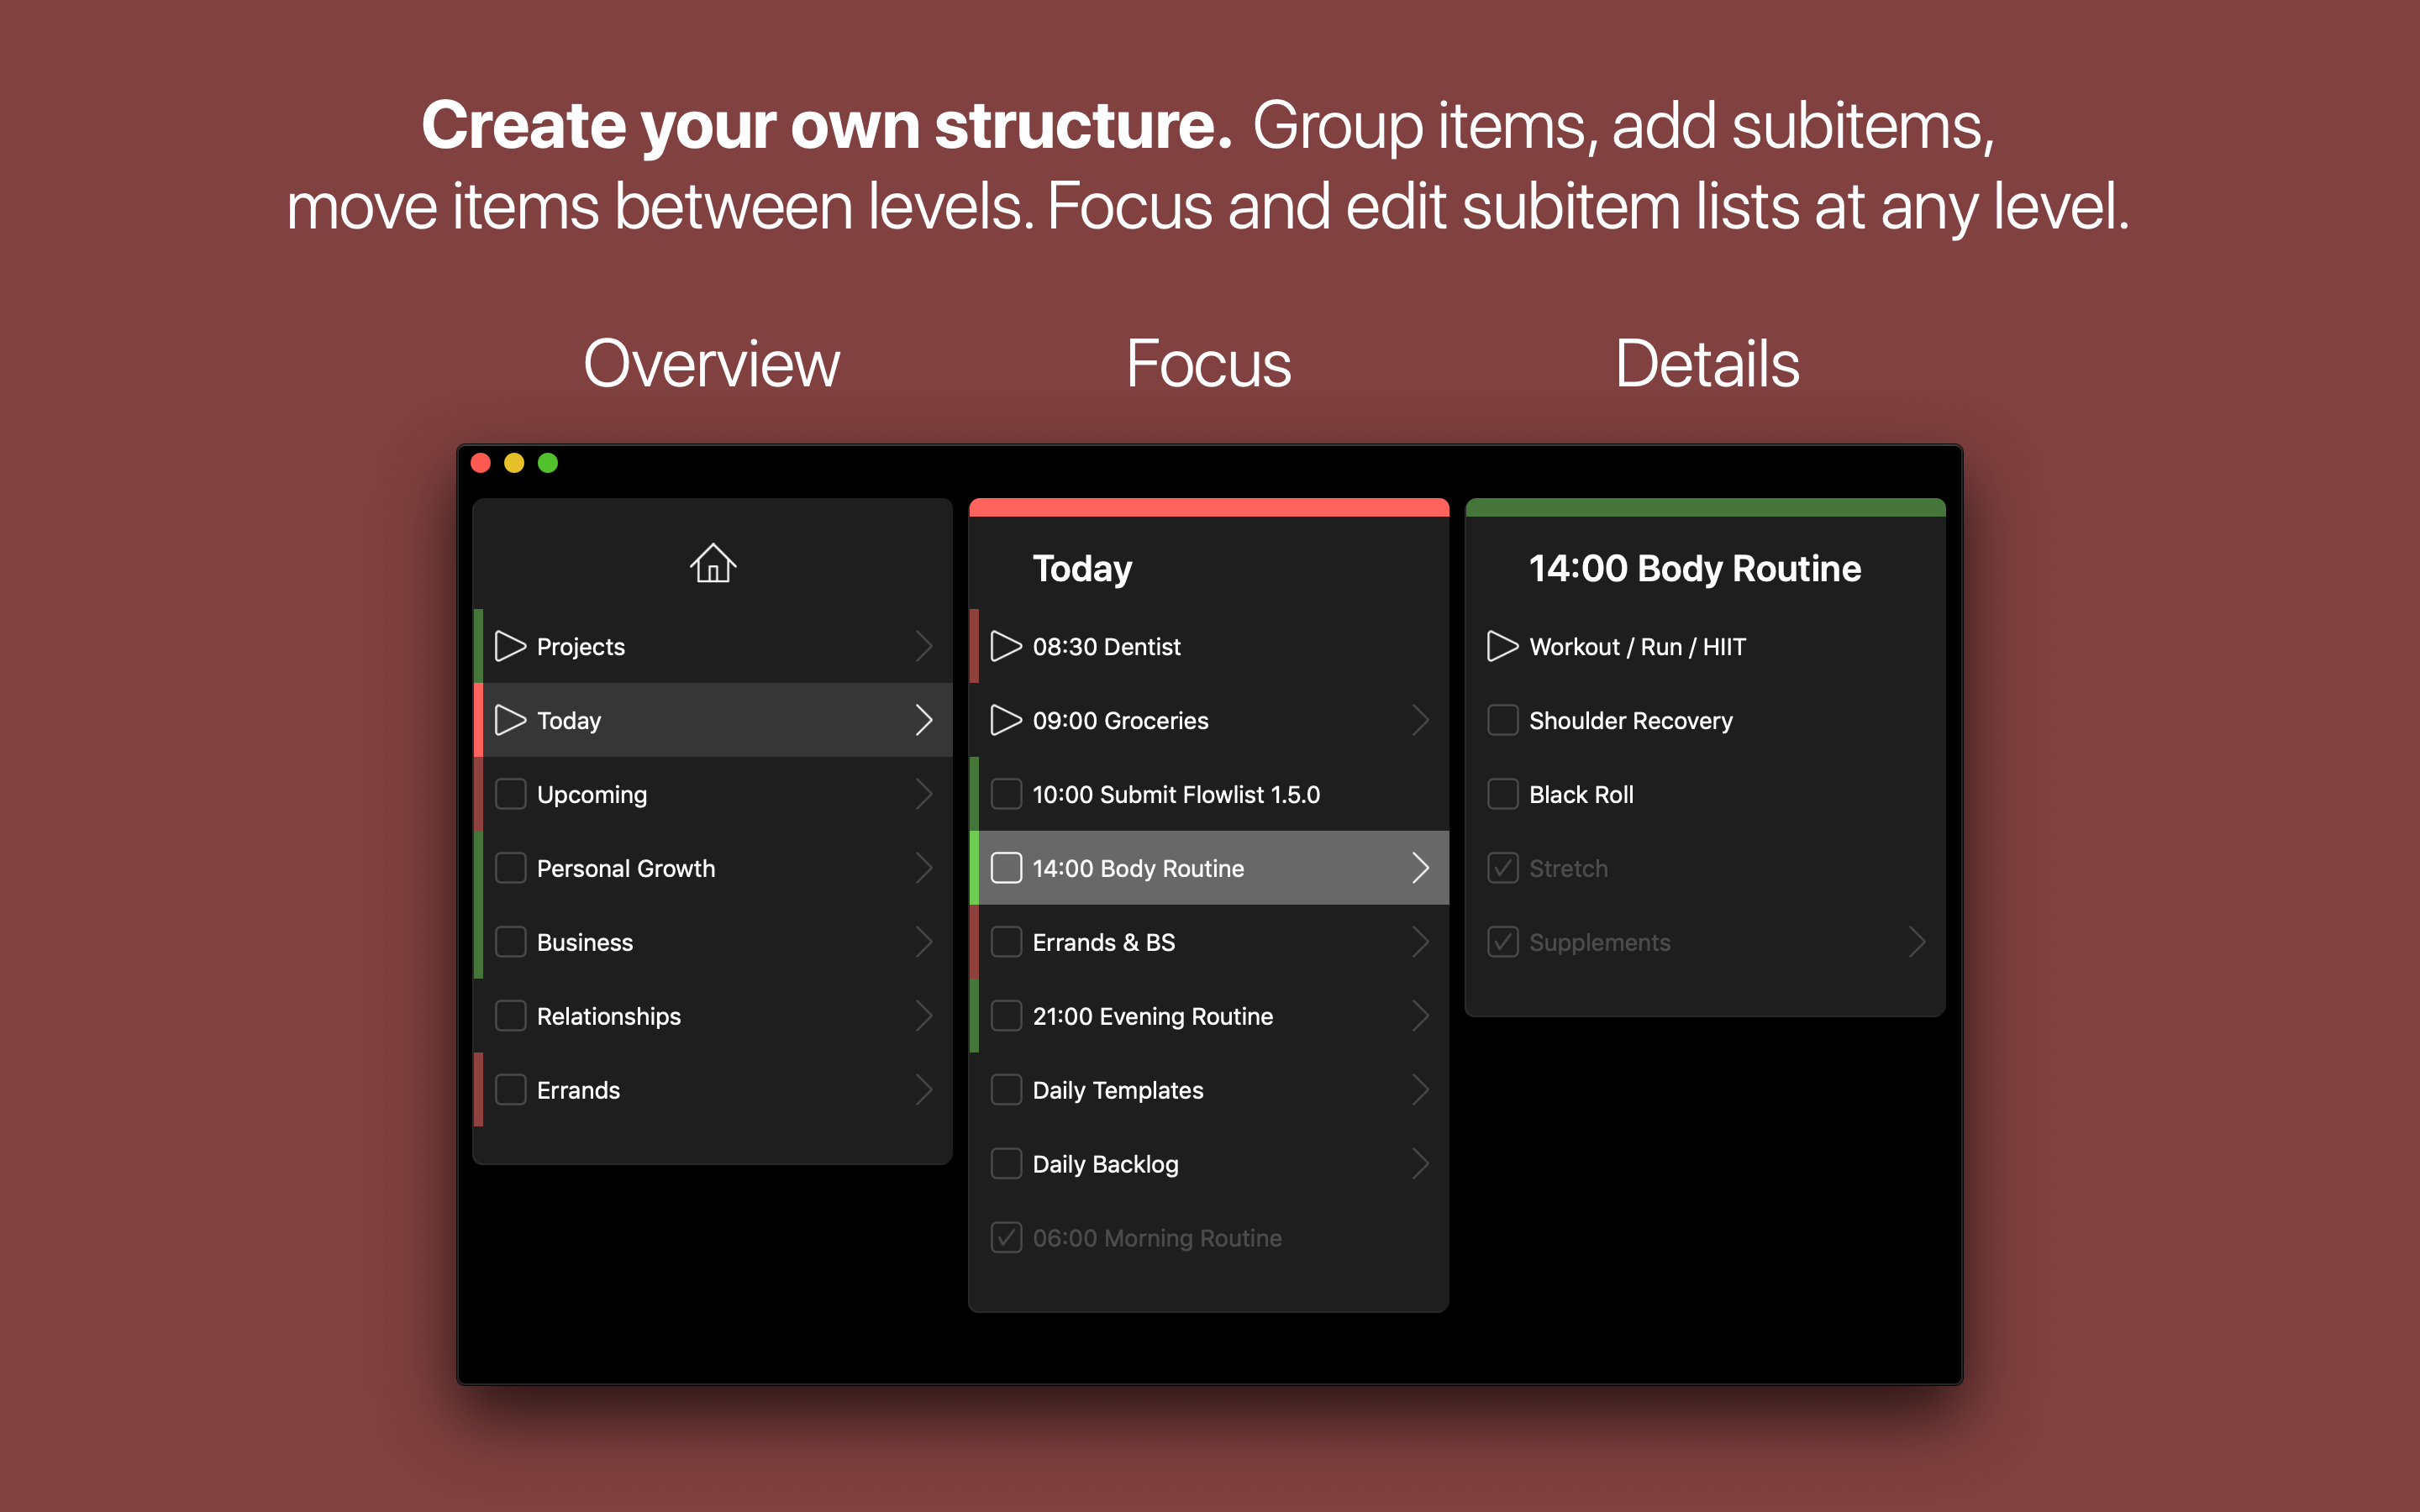 Create your own structure. Group items, add subitems,
move items between levels. Focus and edit subitem lists at any level.
Overview
Focus
Details
Projects
Today
Upcoming
Personal Growth
Business
Relationships
Errands
Today
08:30 Dentist
09:00 Groceries
10:00 Submit Flowlist 1.5.0
14:00 Body Routine
Errands & BS
21:00 Evening Routine
Daily Templates
Daily Backlog
06:00 Morning Routine
14:00 Body Routine
Workout / Run / HIIT
Shoulder Recovery
Black Roll
Stretch
Supplements